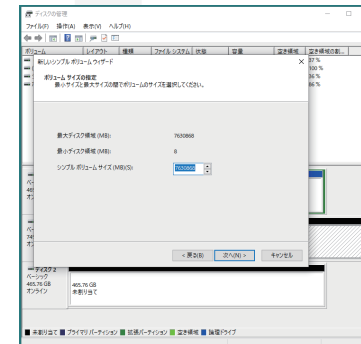 ディスクの管理
ファイル(F) 操作(A) 表示(V) ヘルプ(H)
ボリューム レイアウト 種類 ファイル システム 状態 容量 空き領域 空き領域の割...
新しいシンプル ボリューム ウィザード
37 %
100 %
36 %
86 %
ボリューム サイズの指定
最小サイズと最大サイズの間でボリュームのサイズを選択してください。
最大ディスク領域 (MB): 7630868
最小ディスク領域 (MB): 8
シンプル ボリューム サイズ (MB)(S): 7630868
< 戻る(B) 次へ(N) > キャンセル
ディスク 2
ベーシック
465.76 GB
オンライン
465.76 GB
未割り当て
未割り当て プライマリ パーティション 拡張パーティション 空き領域 論理ドライブ